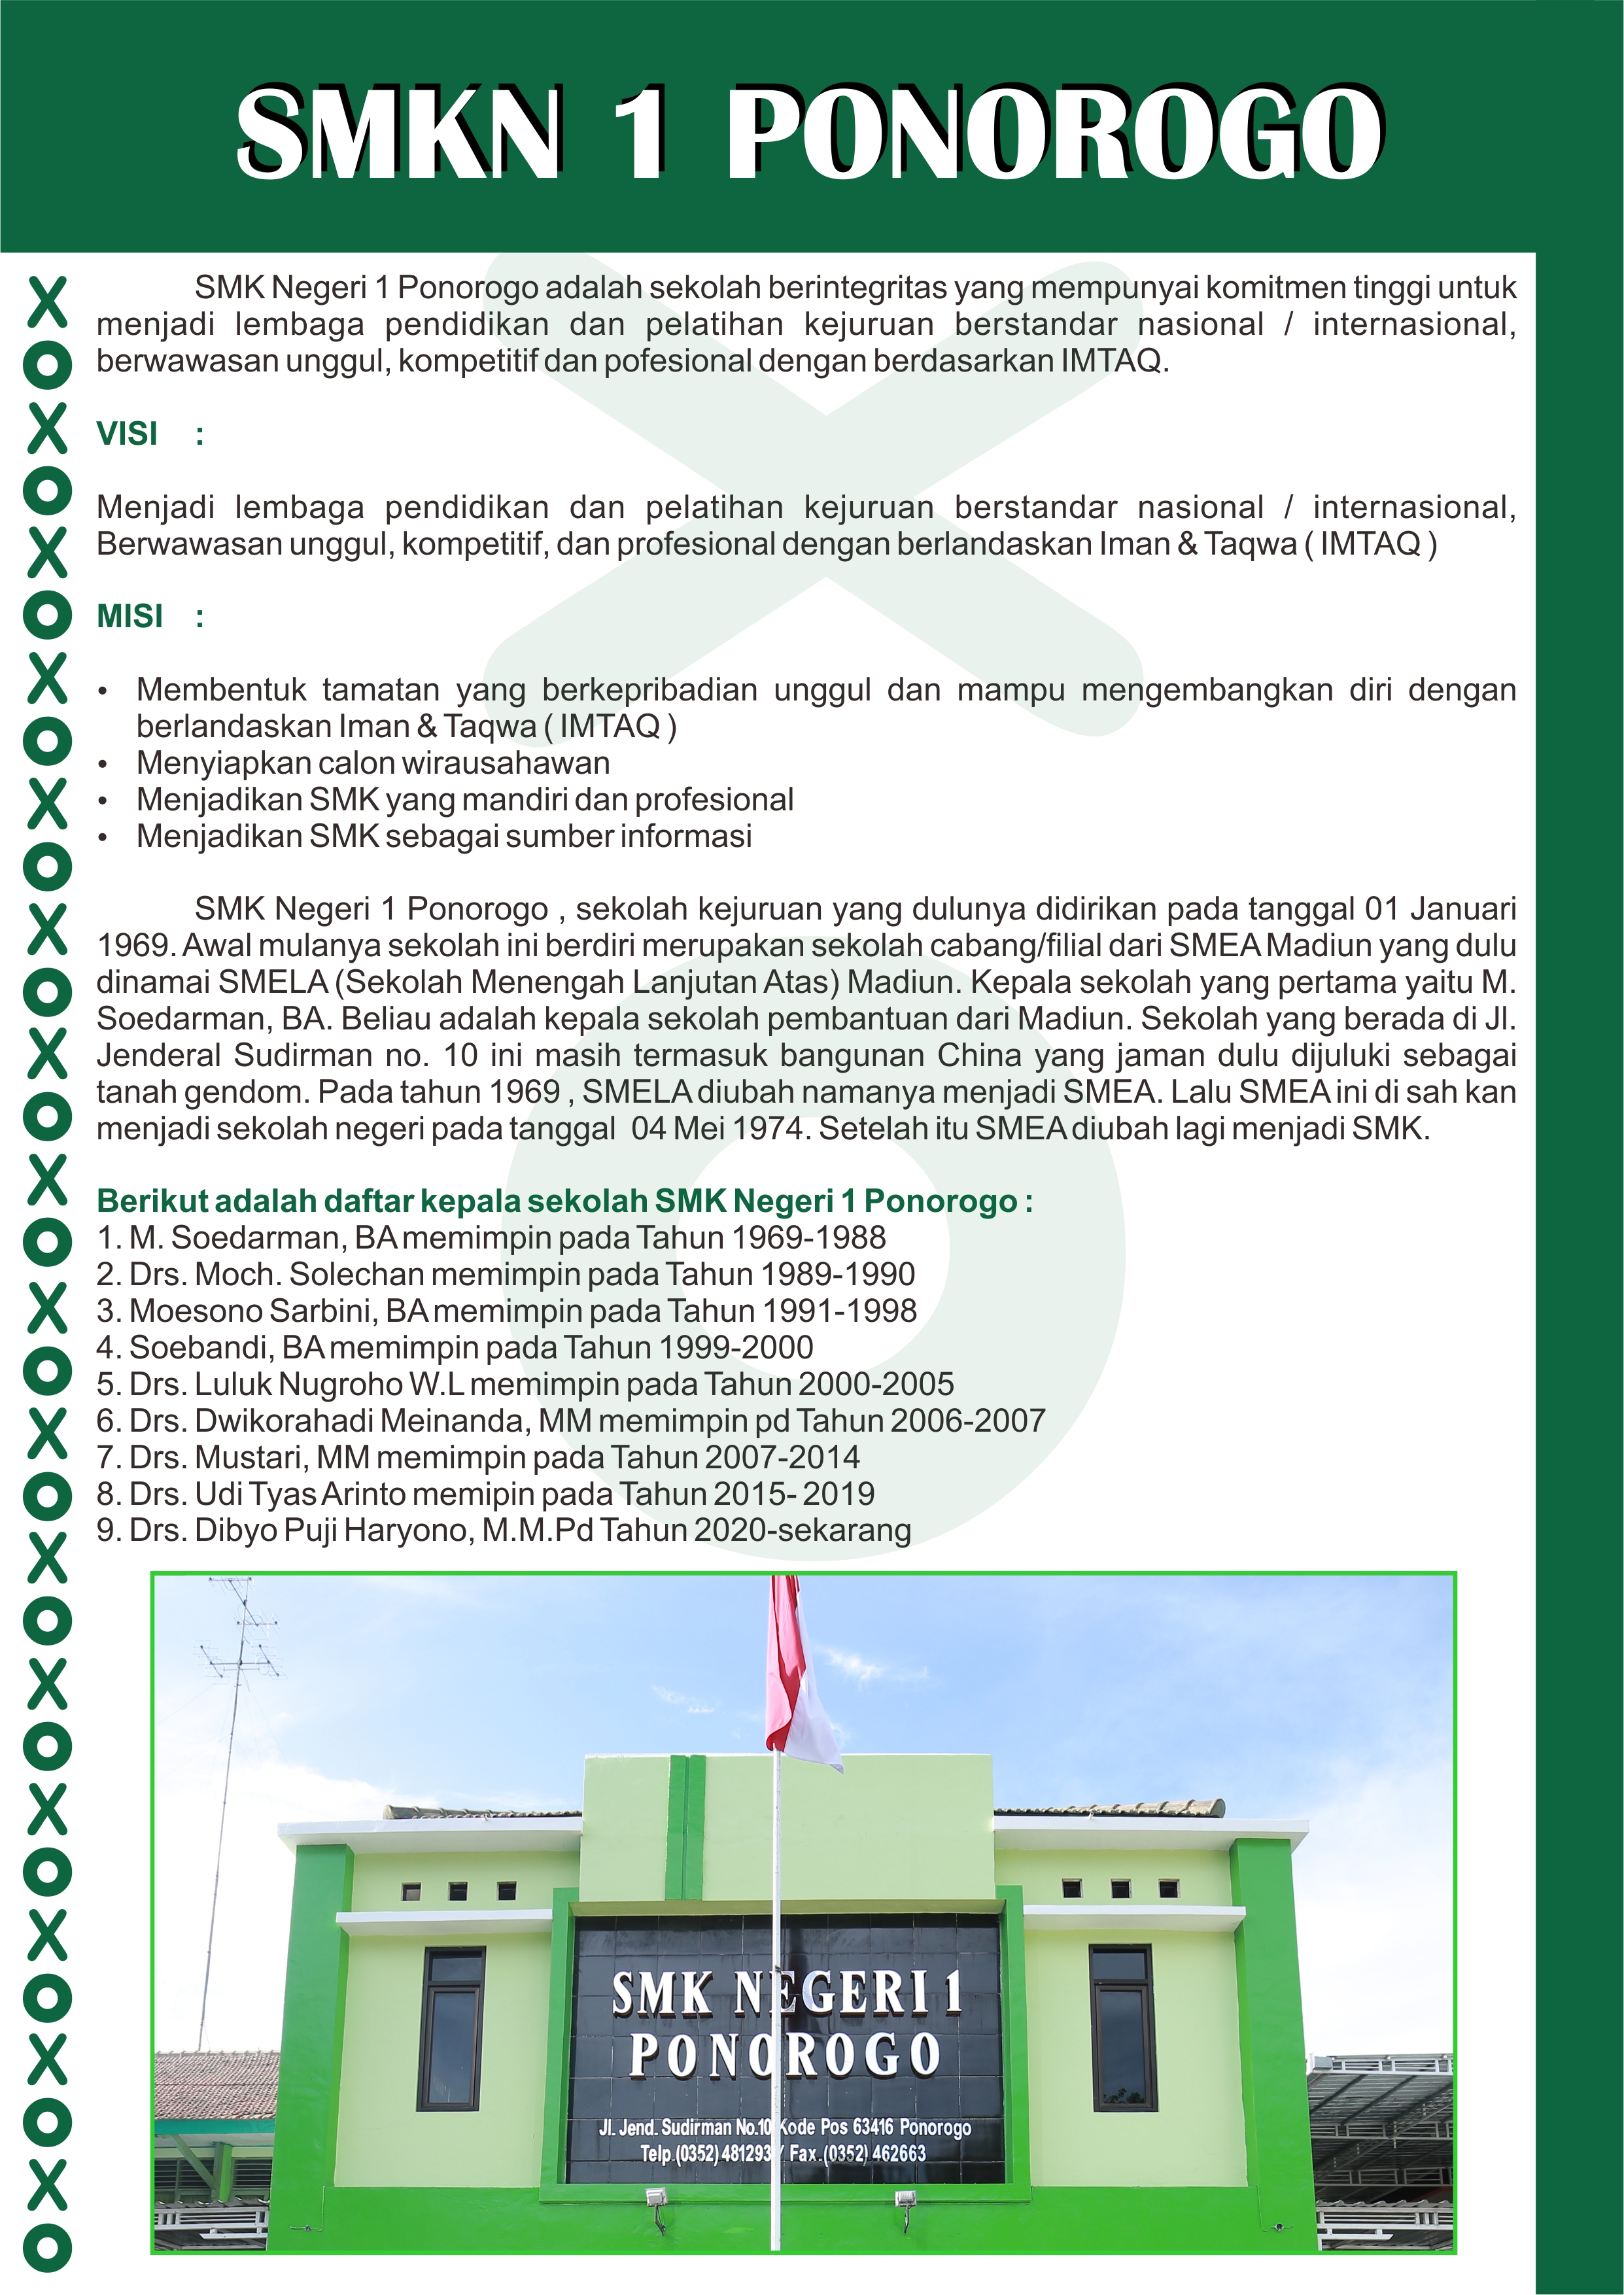 SMKN 1 PONOROGO
SMK Negeri 1 Ponorogo adalah sekolah berintegritas yang mempunyai komitmen tinggi untuk
menjadi lembaga pendidikan dan pelatihan kejuruan berstandar nasional / internasional,
berwawasan unggul, kompetitif dan pofesional dengan berdasarkan IMTAQ.
VISI :
Menjadi lembaga pendidikan dan pelatihan kejuruan berstandar nasional / internasional,
Berwawasan unggul, kompetitif, dan profesional dengan berlandaskan Iman & Taqwa ( IMTAQ )
MISI :
• Membentuk tamatan yang berkepribadian unggul dan mampu mengembangkan diri dengan
berlandaskan Iman & Taqwa ( IMTAQ )
• Menyiapkan calon wirausahawan
• Menjadikan SMK yang mandiri dan profesional
• Menjadikan SMK sebagai sumber informasi
SMK Negeri 1 Ponorogo , sekolah kejuruan yang dulunya didirikan pada tanggal 01 Januari
1969. Awal mulanya sekolah ini berdiri merupakan sekolah cabang/filial dari SMEA Madiun yang dulu
dinamai SMELA (Sekolah Menengah Lanjutan Atas) Madiun. Kepala sekolah yang pertama yaitu M.
Soedarman, BA. Beliau adalah kepala sekolah pembantuan dari Madiun. Sekolah yang berada di Jl.
Jenderal Sudirman no. 10 ini masih termasuk bangunan China yang jaman dulu dijuluki sebagai
tanah gendom. Pada tahun 1969 , SMELA diubah namanya menjadi SMEA. Lalu SMEA ini di sah kan
menjadi sekolah negeri pada tanggal 04 Mei 1974. Setelah itu SMEA diubah lagi menjadi SMK.
Berikut adalah daftar kepala sekolah SMK Negeri 1 Ponorogo :
1. M. Soedarman, BA memimpin pada Tahun 1969-1988
2. Drs. Moch. Solechan memimpin pada Tahun 1989-1990
3. Moesono Sarbini, BA memimpin pada Tahun 1991-1998
4. Soebandi, BA memimpin pada Tahun 1999-2000
5. Drs. Luluk Nugroho W.L memimpin pada Tahun 2000-2005
6. Drs. Dwikorahadi Meinanda, MM memimpin pd Tahun 2006-2007
7. Drs. Mustari, MM memimpin pada Tahun 2007-2014
8. Drs. Udi Tyas Arinto memipin pada Tahun 2015- 2019
9. Drs. Dibyo Puji Haryono, M.M.Pd Tahun 2020-sekarang
SMK NEGERI 1
PONOROGO
Jl. Jend. Sudirman No.10 Kode Pos 63416 Ponorogo
Telp.(0352) 481293 / Fax.(0352) 462663